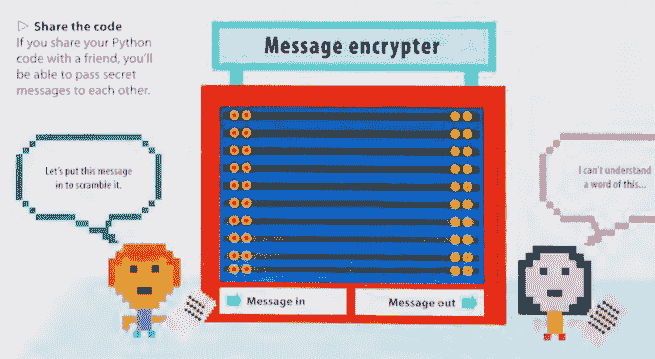 ▷ Share the code
If you share your Python
code with a friend, you'll
be able to pass secret
messages to each other.
Message encrypter
Let's put this message
in to scramble it.
I can't understand
a word of this...
Message in
Message out